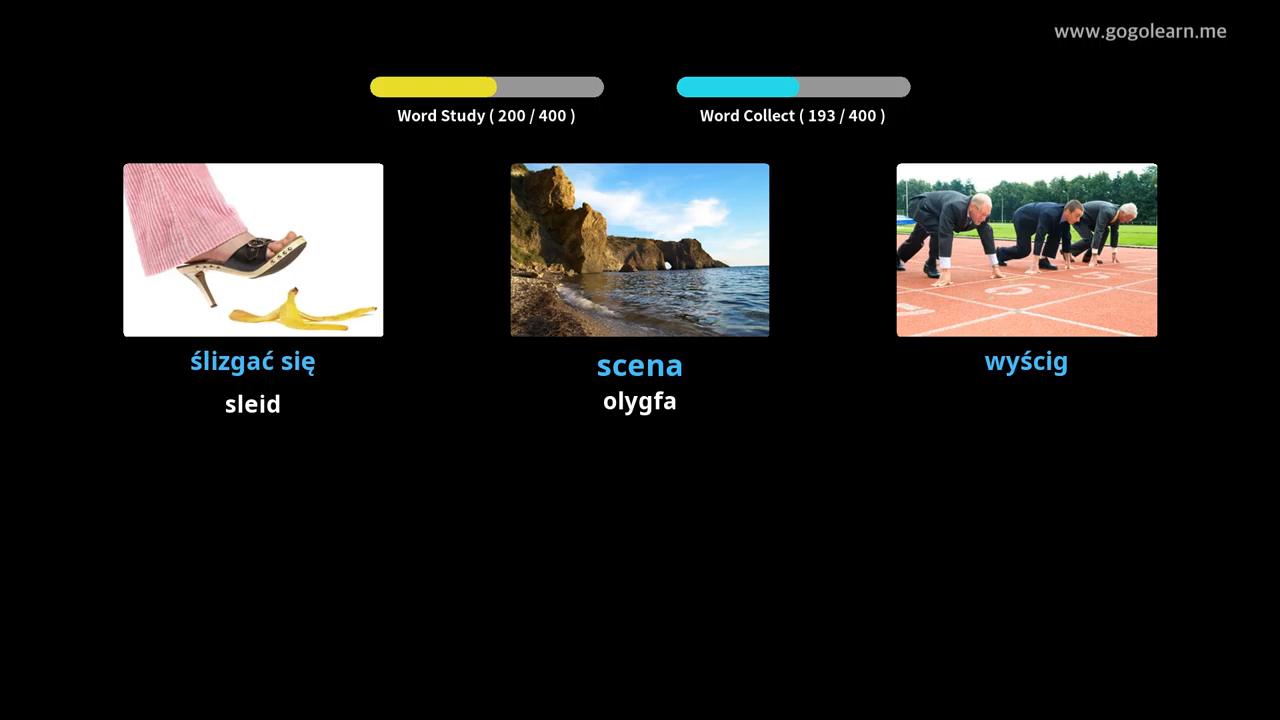 www.gogolearn.me
Word Study ( 200 / 400 )
Word Collect ( 193 / 400 )
ślizgać się
scena
wyścig
sleid
olygfa